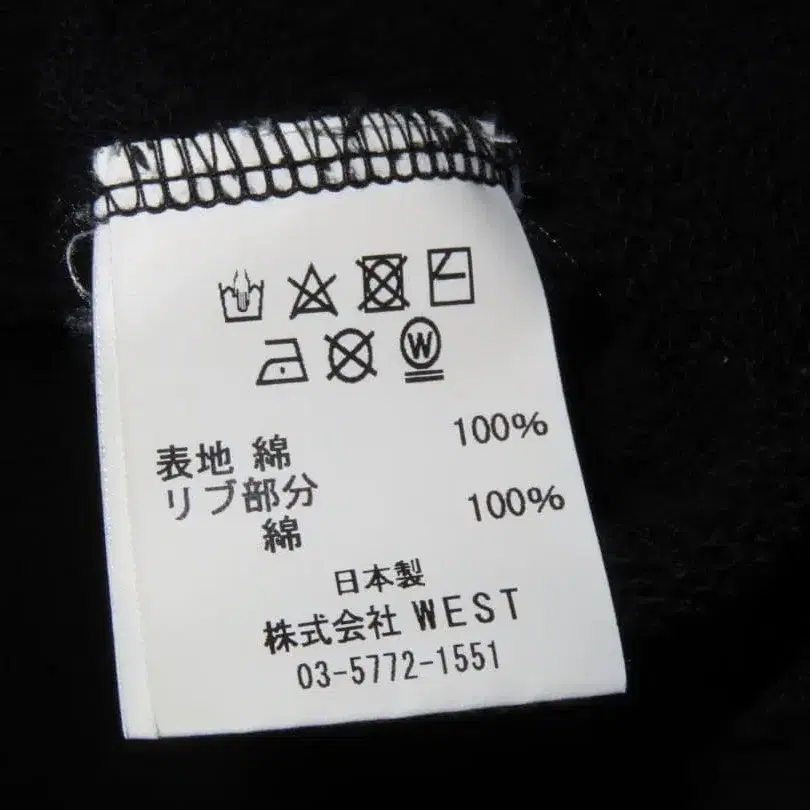 W
表地 綿 100%
リブ部分
綿 100%
日本製
株式会社 WEST
03-5772-1551